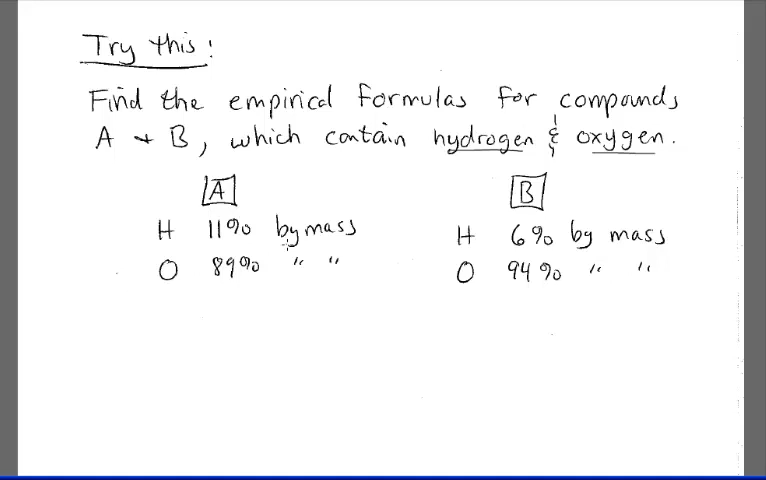 Try this:
Find the empirical formulas for compounds
A + B, which contain hydrogen & oxygen.
A
B
H 11% by mass
H 6% by mass
O 89% " "
O 94% " "